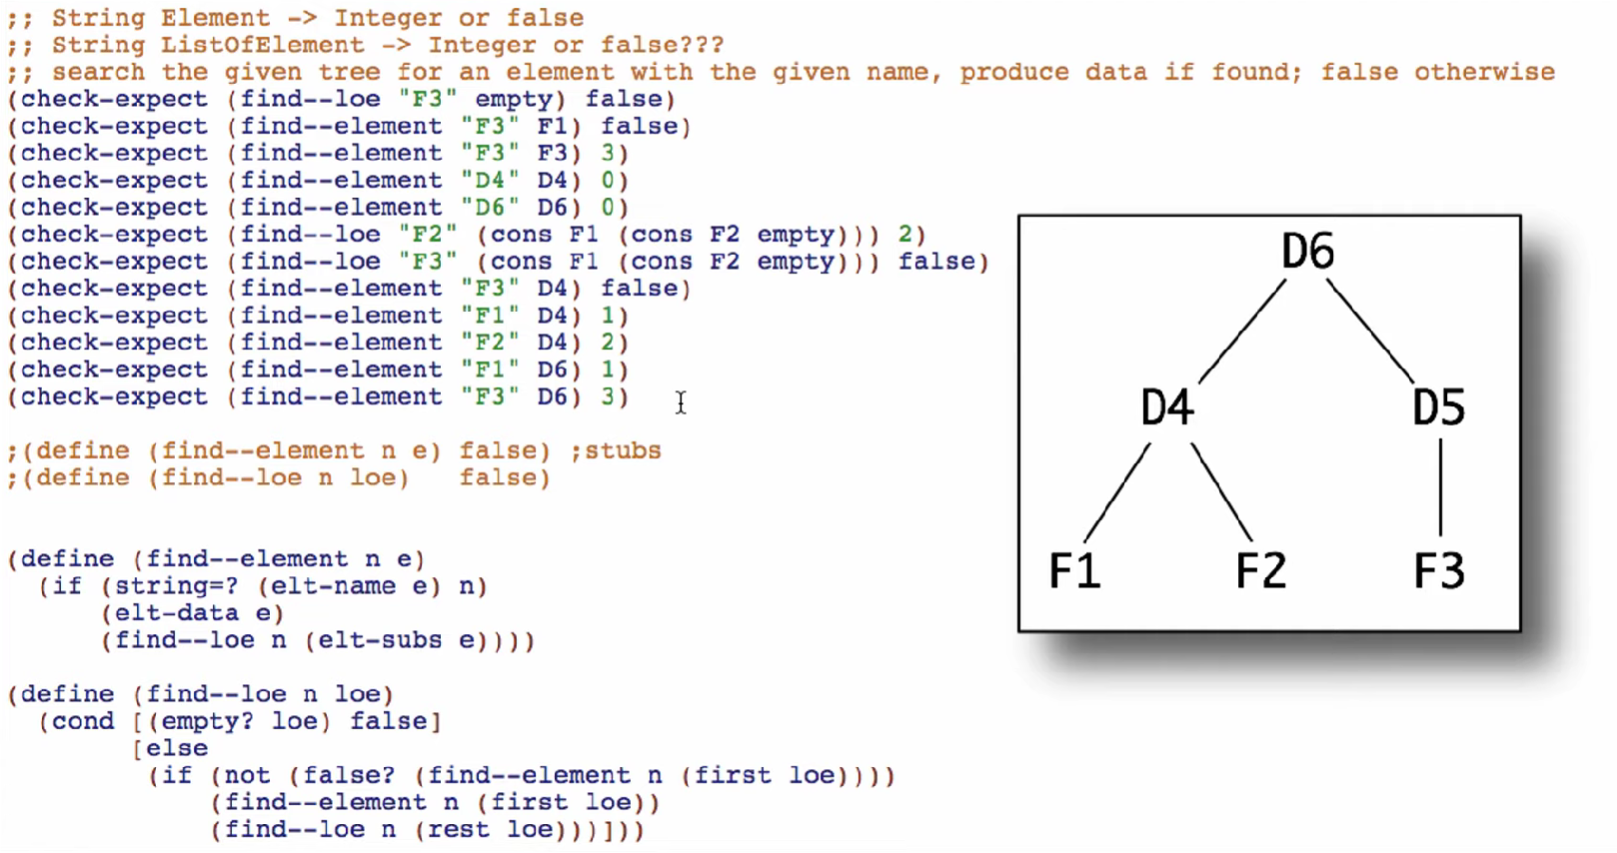 ;; String Element -> Integer or false
;; String ListOfElement -> Integer or false???
;; search the given tree for an element with the given name, produce data if found; false otherwise
(check-expect (find--loe "F3" empty) false)
(check-expect (find--element "F3" F1) false)
(check-expect (find--element "F3" F3) 3)
(check-expect (find--element "D4" D4) 0)
(check-expect (find--element "D6" D6) 0)
(check-expect (find--loe "F2" (cons F1 (cons F2 empty))) 2)
(check-expect (find--loe "F3" (cons F1 (cons F2 empty))) false)
(check-expect (find--element "F3" D4) false)
(check-expect (find--element "F1" D4) 1)
(check-expect (find--element "F2" D4) 2)
(check-expect (find--element "F1" D6) 1)
(check-expect (find--element "F3" D6) 3)
;(define (find--element n e) false) ;stubs
;(define (find--loe n loe)   false)
(define (find--element n e)
  (if (string=? (elt-name e) n)
      (elt-data e)
      (find--loe n (elt-subs e))))
(define (find--loe n loe)
  (cond [(empty? loe) false]
        [else
         (if (not (false? (find--element n (first loe))))
             (find--element n (first loe))
             (find--loe n (rest loe)))]))
D6
D4 D5
F1 F2 F3